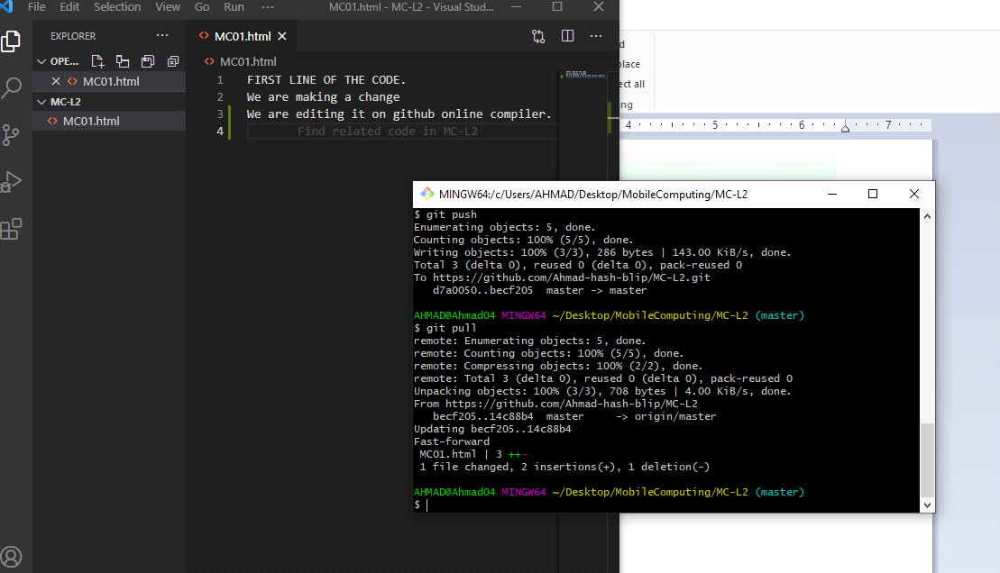 File Edit Selection View Go Run ··· MC01.html - MC-L2 - Visual Stud...
EXPLORER ···
OPE...
MC01.html
MC-L2
MC01.html
MC01.html
MC01.html
1 FIRST LINE OF THE CODE.
2 We are making a change
3 We are editing it on github online compiler.
4 Find related code in MC-L2
d
place
ect all
ng
4 5 6 7
MINGW64:/c/Users/AHMAD/Desktop/MobileComputing/MC-L2
$ git push
Enumerating objects: 5, done.
Counting objects: 100% (5/5), done.
Writing objects: 100% (3/3), 286 bytes | 143.00 KiB/s, done.
Total 3 (delta 0), reused 0 (delta 0), pack-reused 0
To https://github.com/Ahmad-hash-blip/MC-L2.git
d7a0050..becf205 master -> master
AHMAD@Ahmad04 MINGW64 ~/Desktop/MobileComputing/MC-L2 (master)
$ git pull
remote: Enumerating objects: 5, done.
remote: Counting objects: 100% (5/5), done.
remote: Compressing objects: 100% (2/2), done.
remote: Total 3 (delta 0), reused 0 (delta 0), pack-reused 0
Unpacking objects: 100% (3/3), 708 bytes | 4.00 KiB/s, done.
From https://github.com/Ahmad-hash-blip/MC-L2
becf205..14c88b4 master -> origin/master
Updating becf205..14c88b4
Fast-forward
MC01.html | 3 ++-
1 file changed, 2 insertions(+), 1 deletion(-)
AHMAD@Ahmad04 MINGW64 ~/Desktop/MobileComputing/MC-L2 (master)
$